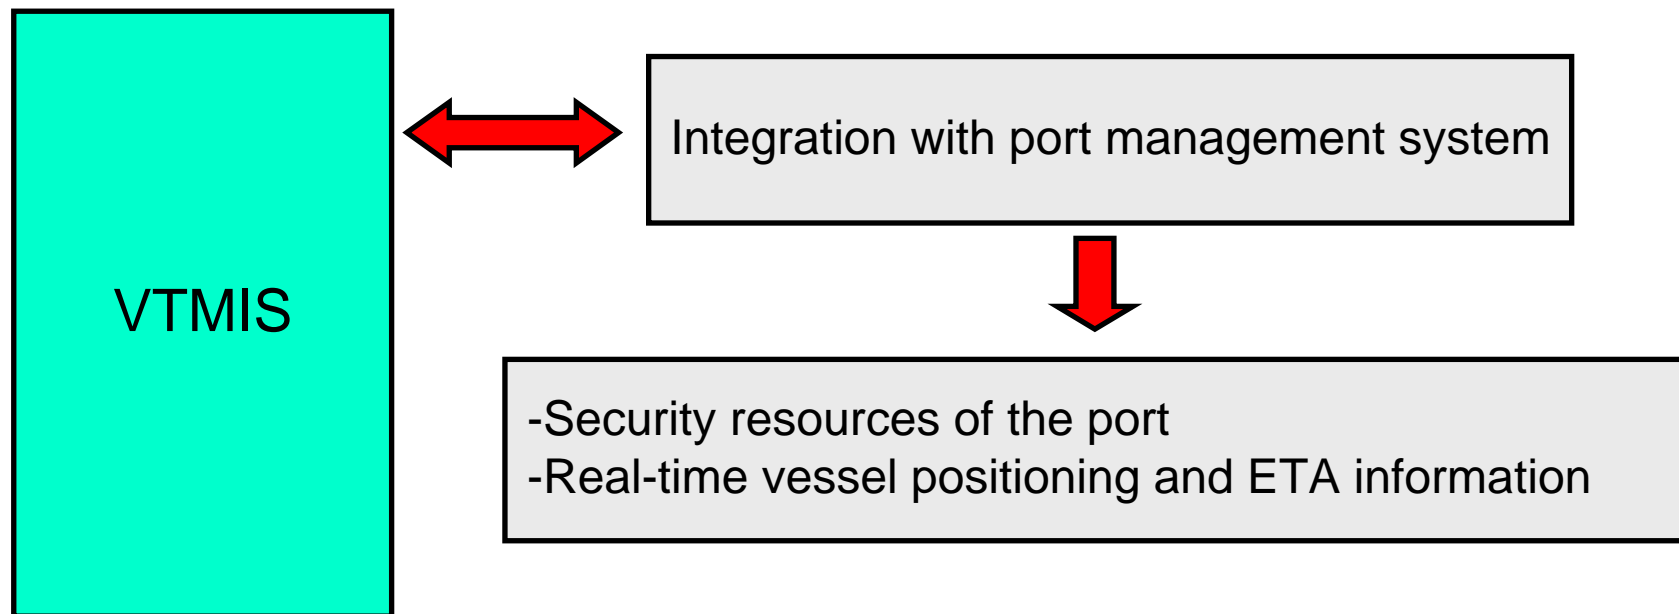 VTMIS
Integration with port management system
-Security resources of the port
-Real-time vessel positioning and ETA information